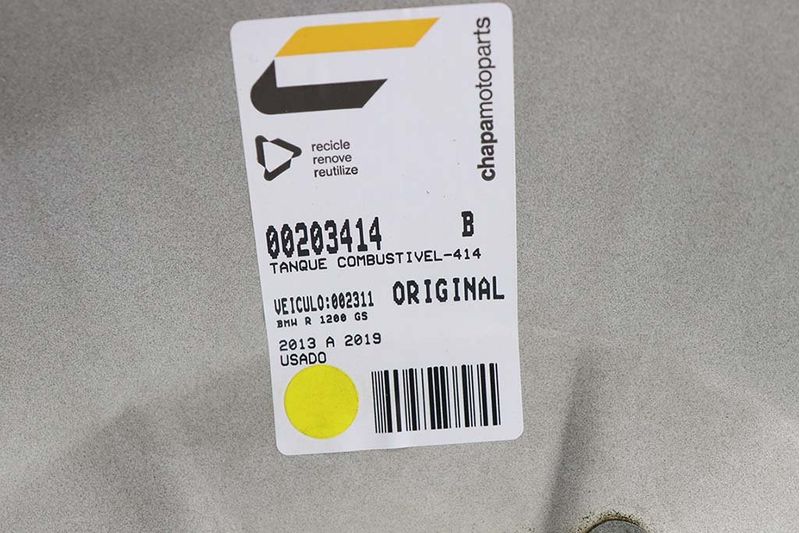 chapamotoparts
recicle
renove
reutilize
00203414 B
TANQUE COMBUSTIVEL-414
VEICULO:002311 ORIGINAL
BMW R 1200 GS
2013 A 2019
USADO